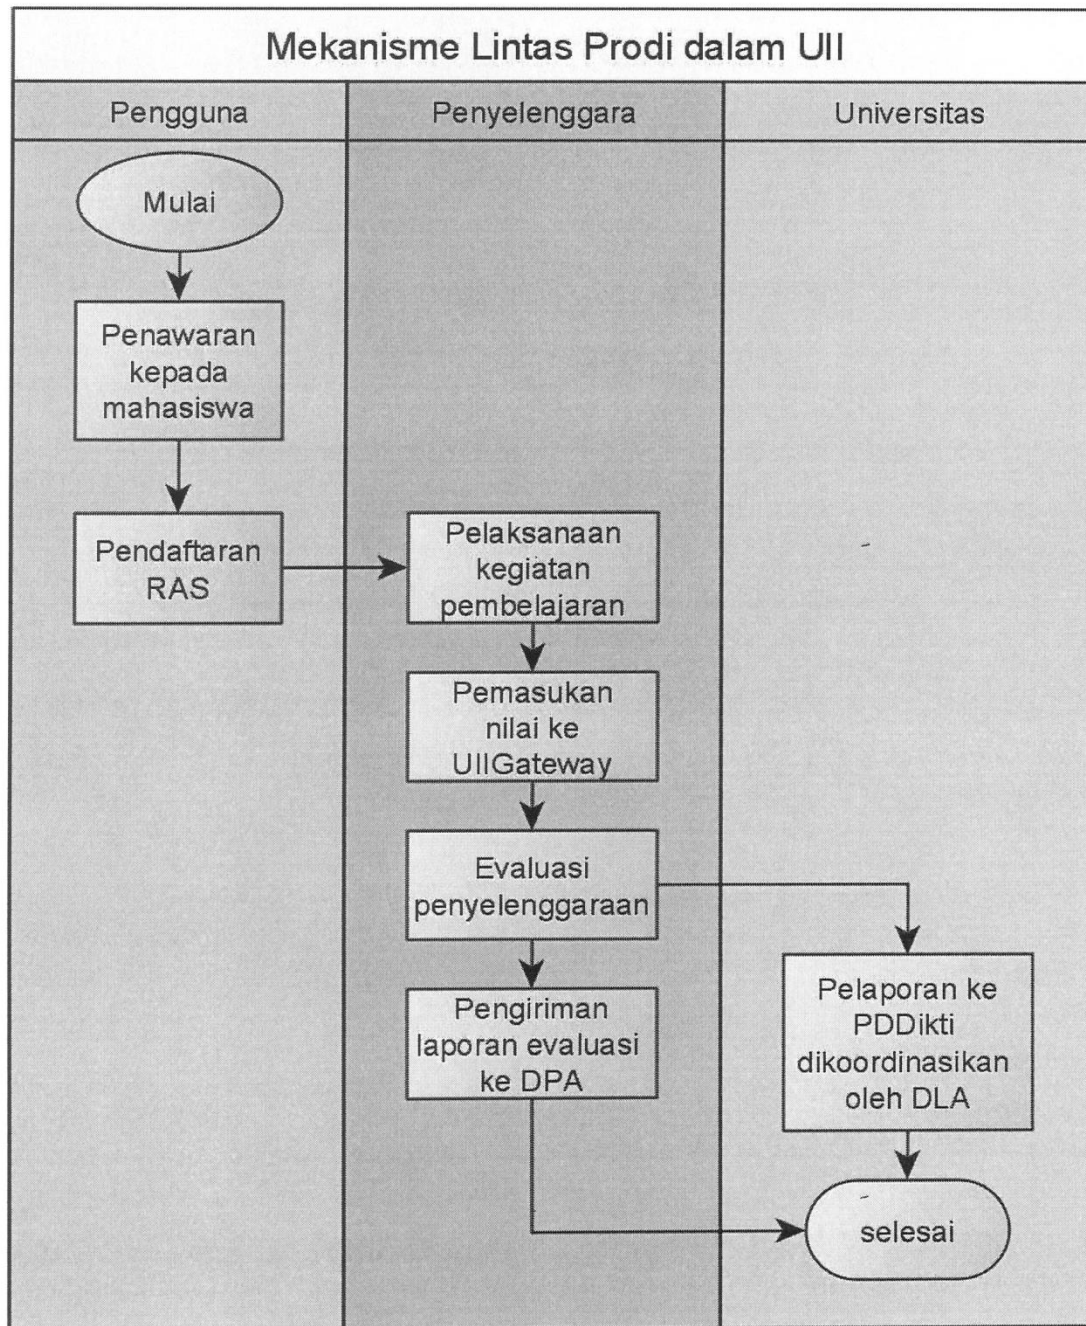 Mekanisme Lintas Prodi dalam UII
Pengguna
Penyelenggara
Universitas
Mulai
Penawaran
kepada
mahasiswa
Pendaftaran
RAS
Pelaksanaan
kegiatan
pembelajaran
Pemasukan
nilai ke
UIIGateway
Evaluasi
penyelenggaraan
Pengiriman
laporan evaluasi
ke DPA
Pelaporan ke
PDDikti
dikoordinasikan
oleh DLA
selesai